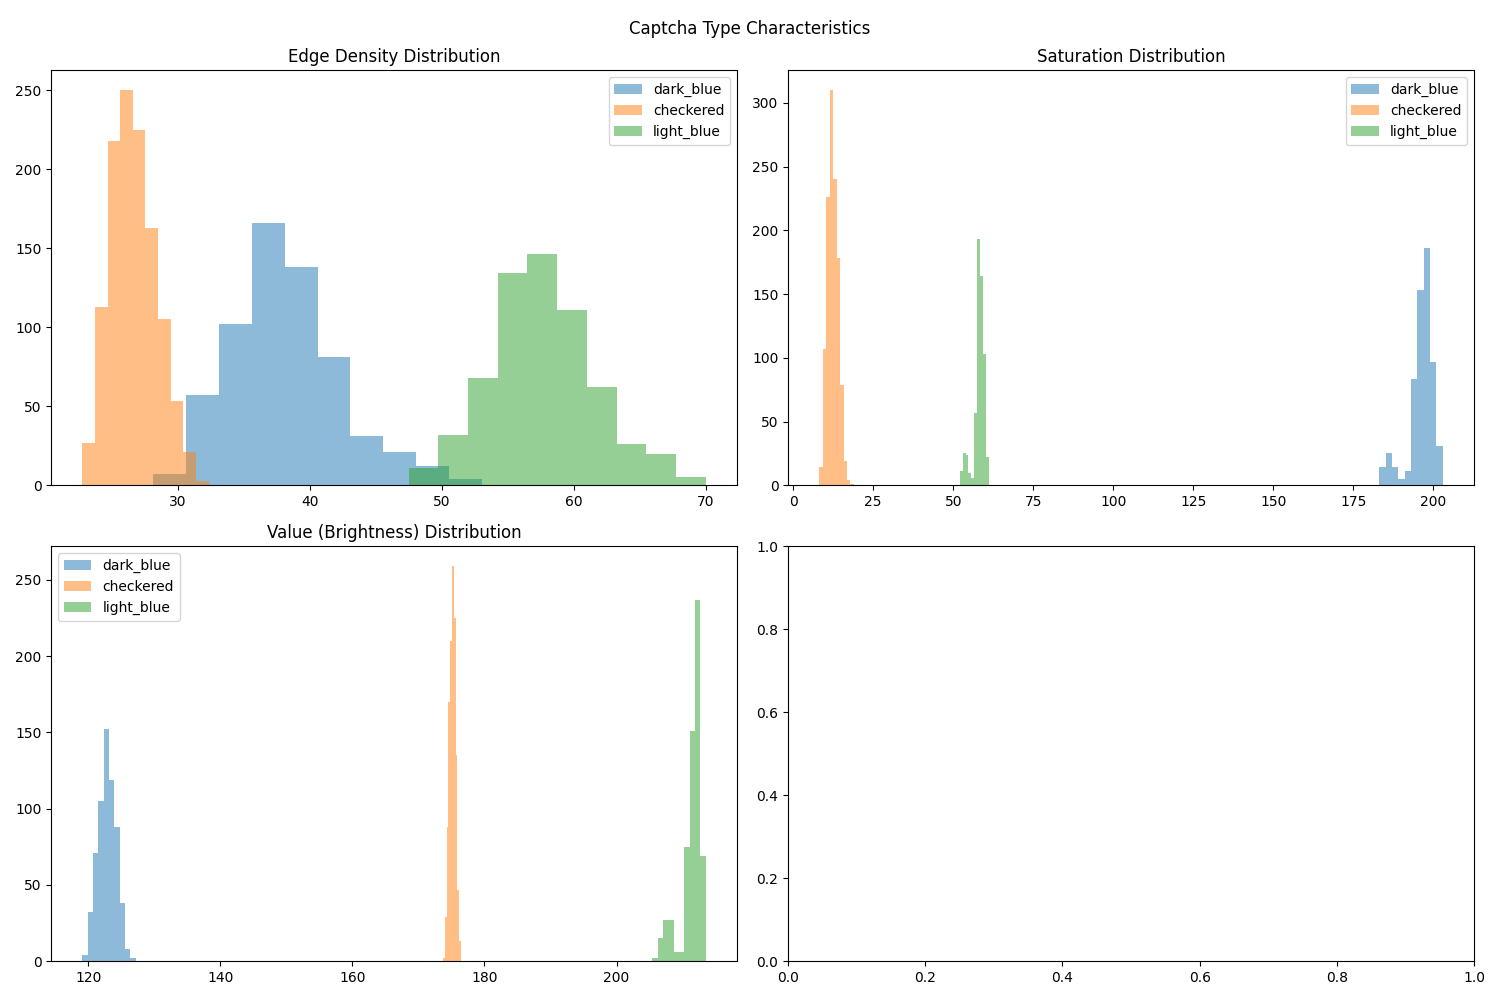 Captcha Type Characteristics
Edge Density Distribution
250
200
150
100
50
0
30 40 50 60 70
dark_blue
checkered
light_blue
Saturation Distribution
300
250
200
150
100
50
0
0 25 50 75 100 125 150 175 200
dark_blue
checkered
light_blue
Value (Brightness) Distribution
250
200
150
100
50
0
120 140 160 180 200
dark_blue
checkered
light_blue
1.0
0.8
0.6
0.4
0.2
0.0
0.0 0.2 0.4 0.6 0.8 1.0